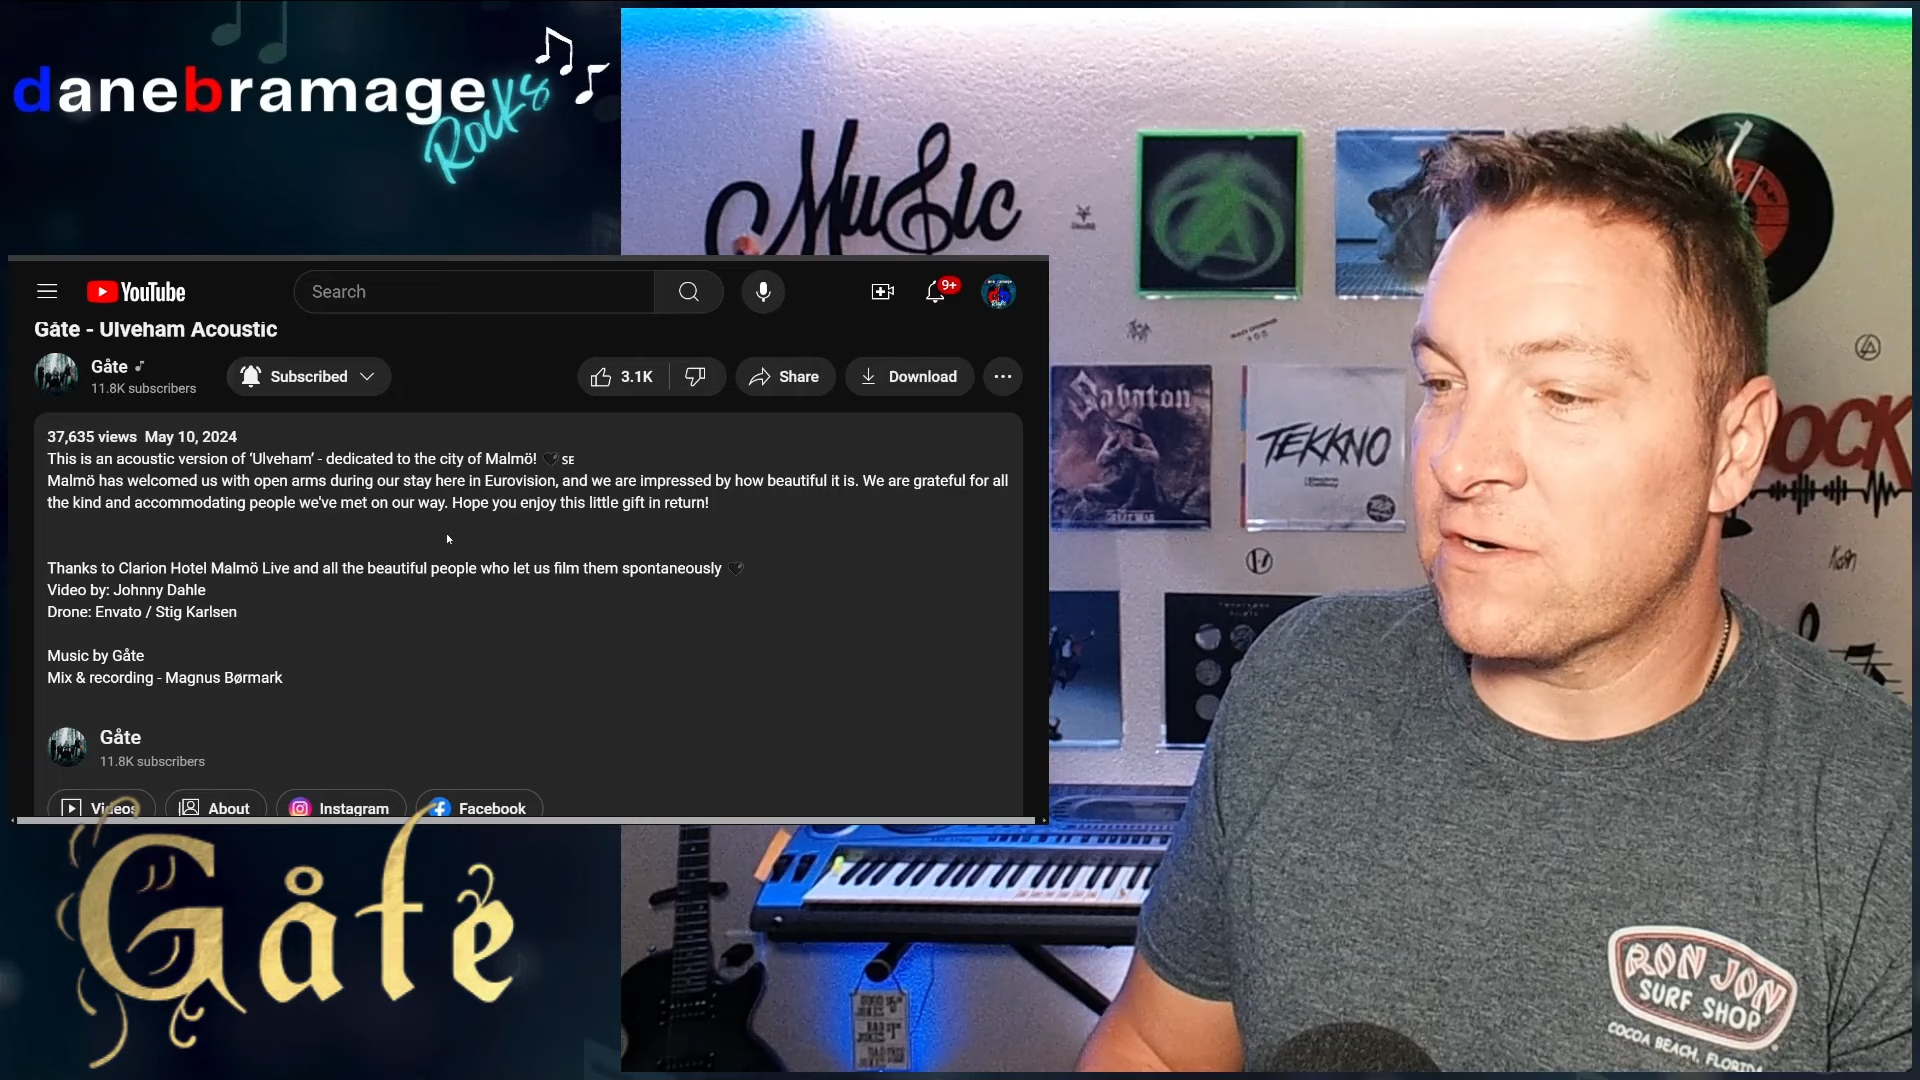 danebramage
Rocks
Music
YouTube
Search
9+
Gåte - Ulveham Acoustic
Gåte
11.8K subscribers
Subscribed
3.1K
Share
Download
37,635 views May 10, 2024
This is an acoustic version of ‘Ulveham’ - dedicated to the city of Malmö! 🖤 SE
Malmö has welcomed us with open arms during our stay here in Eurovision, and we are impressed by how beautiful it is. We are grateful for all
the kind and accommodating people we've met on our way. Hope you enjoy this little gift in return!
Thanks to Clarion Hotel Malmö Live and all the beautiful people who let us film them spontaneously 🖤
Video by: Johnny Dahle
Drone: Envato / Stig Karlsen
Music by Gåte
Mix & recording - Magnus Børmark
Gåte
11.8K subscribers
Videos
About
Instagram
Facebook
Gåte
Sabaton
TEKKNO
ROCK
Korn
RON JON
SURF SHOP
COCOA BEACH, FLORIDA